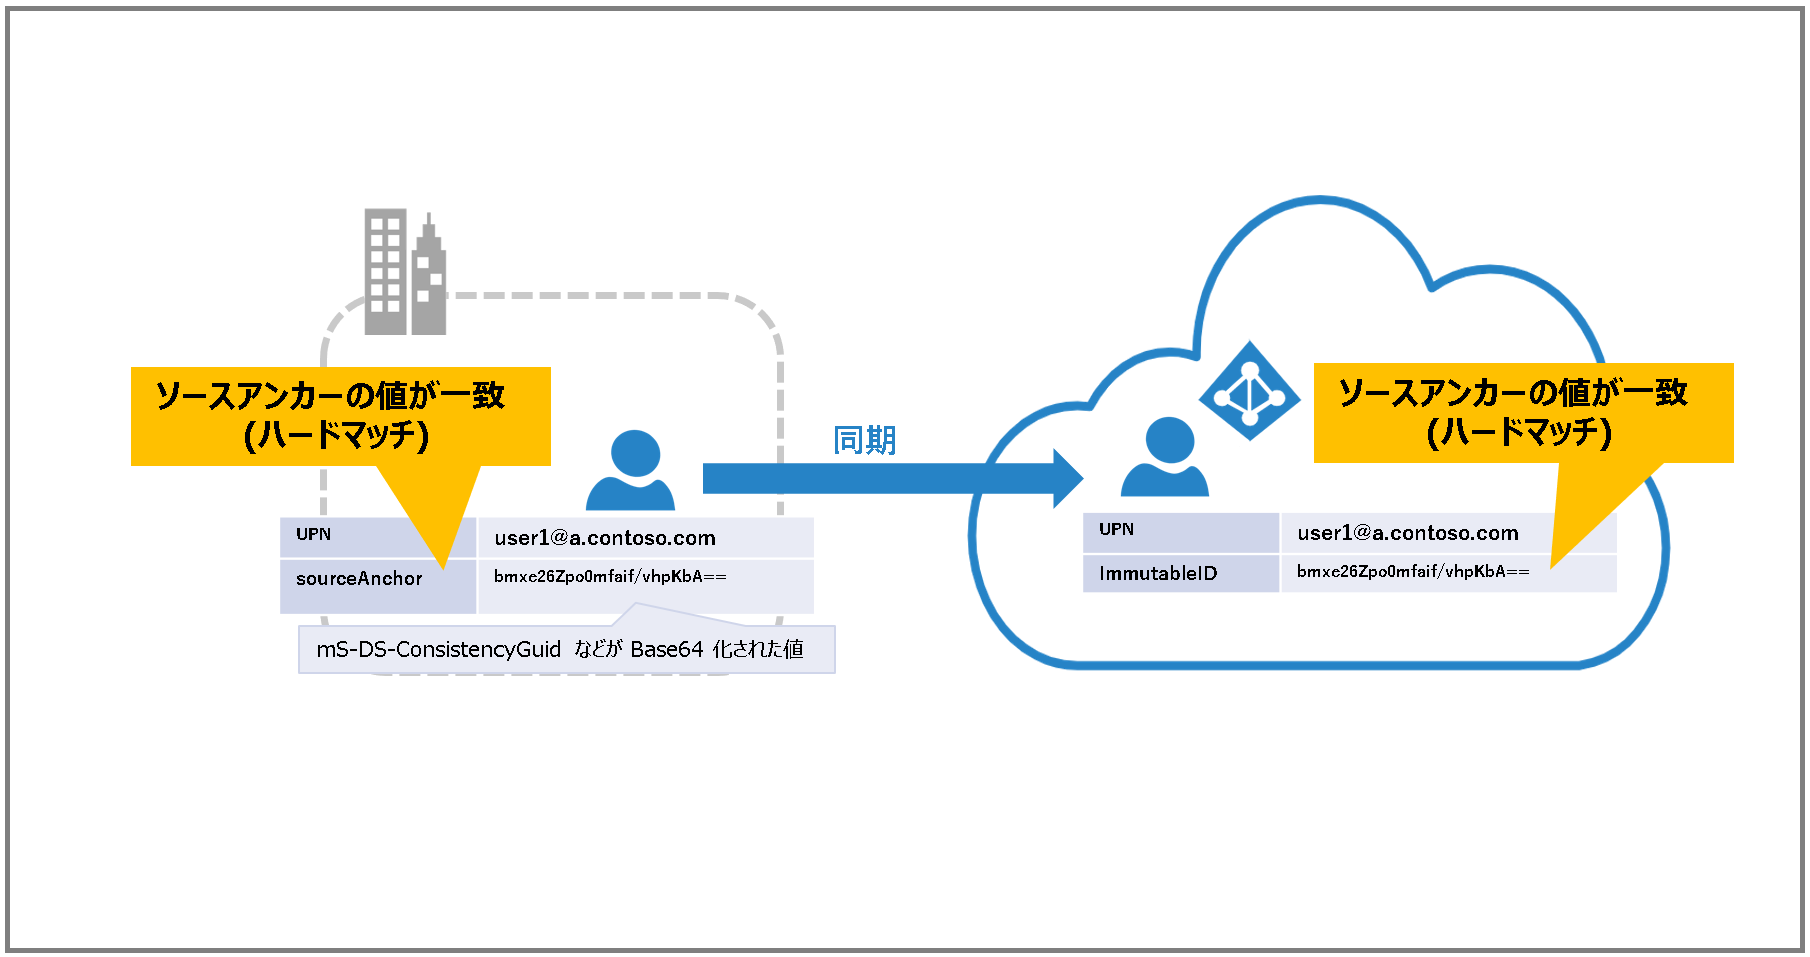 ソースアンカーの値が一致
(ハードマッチ)
同期
UPN
user1@a.contoso.com
sourceAnchor
bmxe26Zpo0mfaif/vhpKbA==
mS-DS-ConsistencyGuid などが Base64 化された値
ソースアンカーの値が一致
(ハードマッチ)
UPN
user1@a.contoso.com
ImmutableID
bmxe26Zpo0mfaif/vhpKbA==